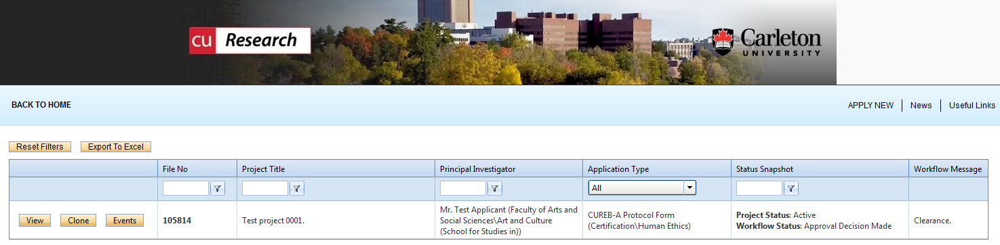 cu Research
Carleton
UNIVERSITY
BACK TO HOME
APPLY NEW News Useful Links
Reset Filters Export To Excel
File No Project Title Principal Investigator Application Type Status Snapshot Workflow Message
All
View Clone Events 105814 Test project 0001. Mr. Test Applicant (Faculty of Arts and
Social Sciences\Art and Culture
(School for Studies in))
CUREB-A Protocol Form
(Certification\Human Ethics)
Project Status: Active
Workflow Status: Approval Decision Made
Clearance.